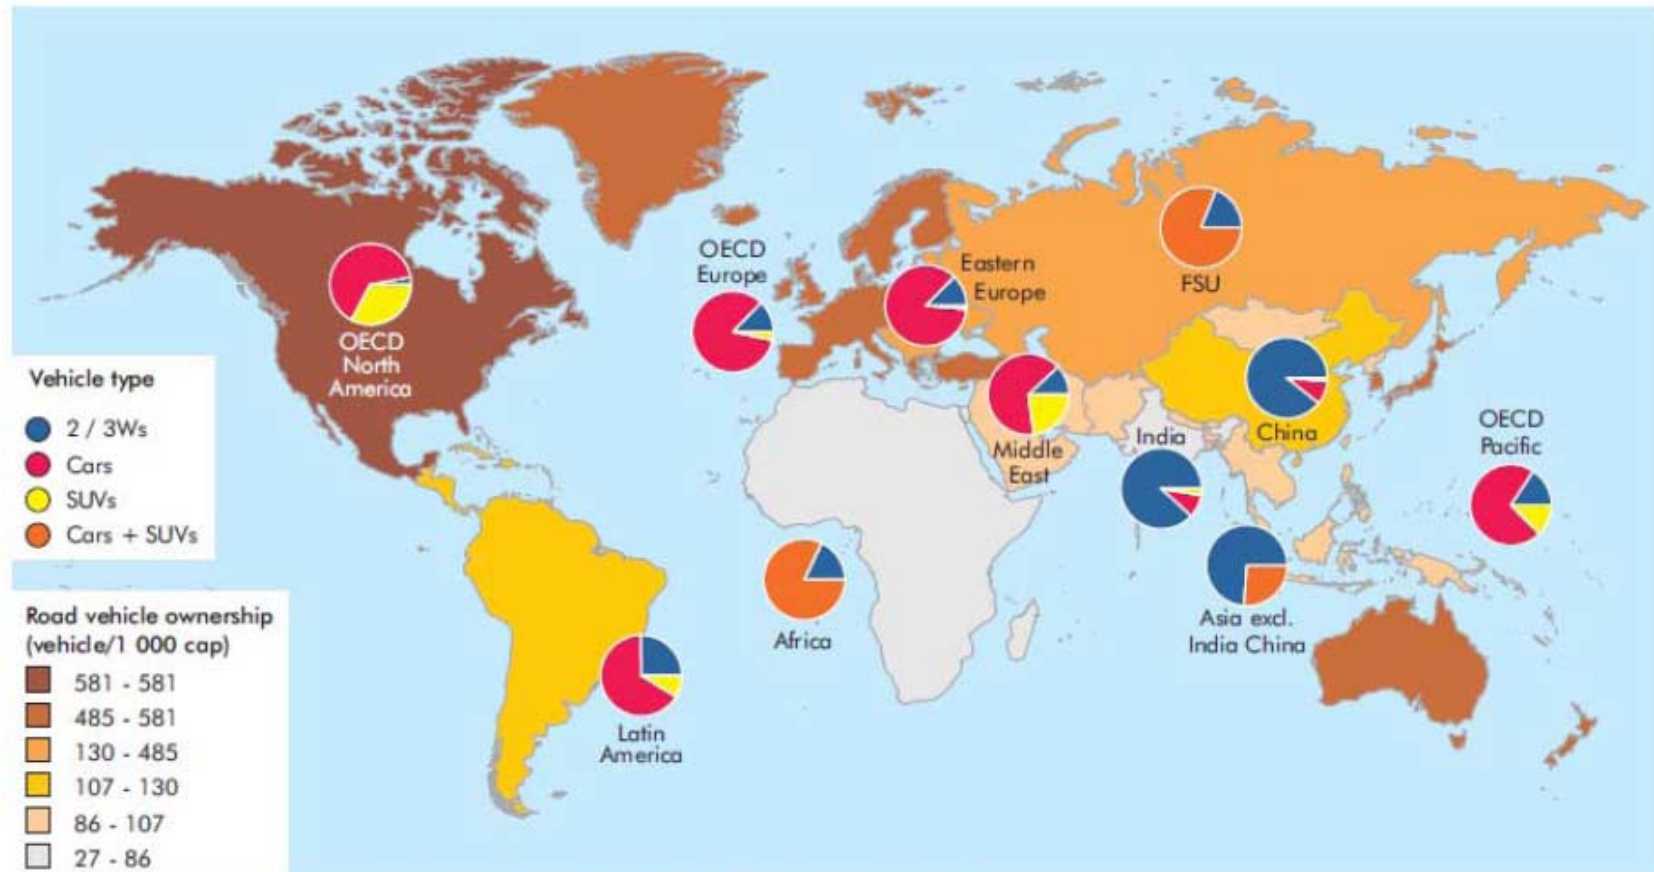 OECD
Europe
Eastern
Europe
FSU
OECD
North
America
Vehicle type
2 / 3Ws
Cars
SUVs
Cars + SUVs
Middle
East
India
China
OECD
Pacific
Africa
Asia excl.
India China
Latin
America
Road vehicle ownership
(vehicle/1 000 cap)
581 - 581
485 - 581
130 - 485
107 - 130
86 - 107
27 - 86